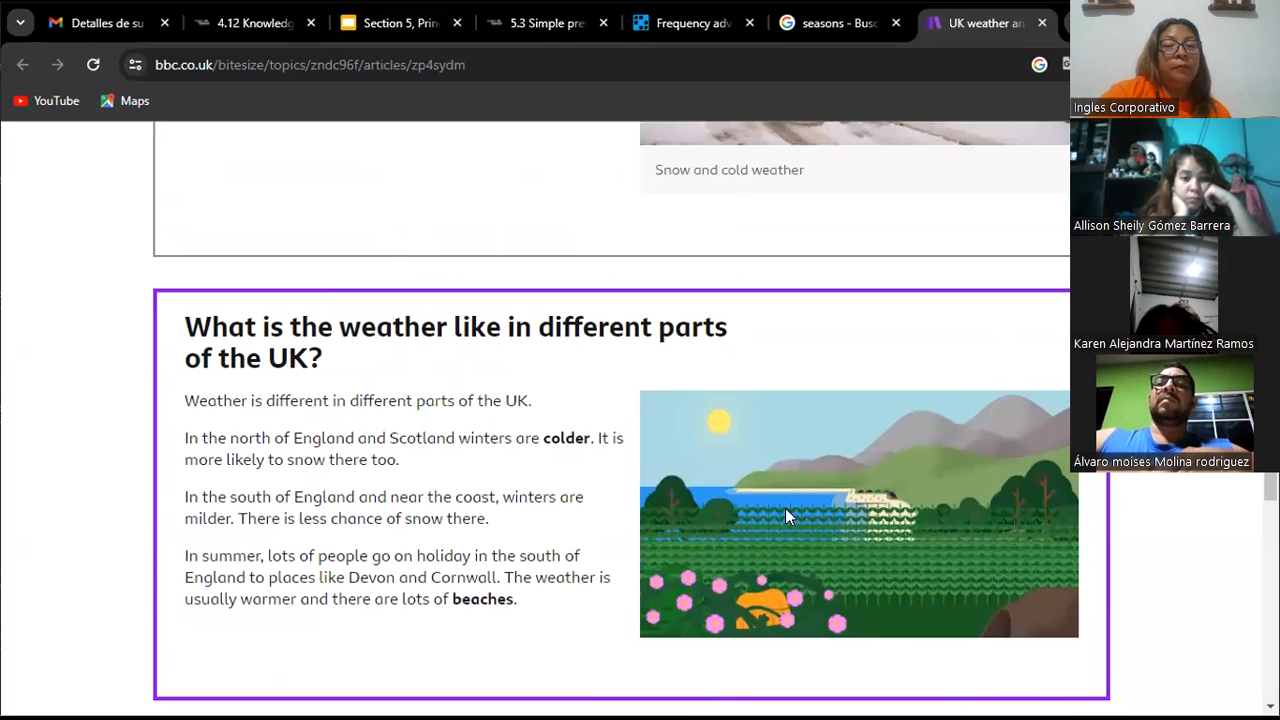 Detalles de su
4.12 Knowledg
Section 5, Prin
5.3 Simple pre
Frequency adv
seasons - Busc
UK weather an
bbc.co.uk/bitesize/topics/zndc96f/articles/zp4sydm
YouTube
Maps
Snow and cold weather
What is the weather like in different parts
of the UK?
Weather is different in different parts of the UK.
In the north of England and Scotland winters are colder. It is
more likely to snow there too.
In the south of England and near the coast, winters are
milder. There is less chance of snow there.
In summer, lots of people go on holiday in the south of
England to places like Devon and Cornwall. The weather is
usually warmer and there are lots of beaches.
Ingles Corporativo
Allison Sheily Gómez Barrera
Karen Alejandra Martínez Ramos
Álvaro moises Molina rodriguez